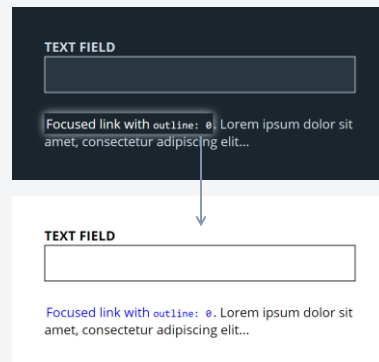 TEXT FIELD
Focused link with outline: 0. Lorem ipsum dolor sit
amet, consectetur adipiscing elit...
TEXT FIELD
Focused link with outline: 0. Lorem ipsum dolor sit
amet, consectetur adipiscing elit...